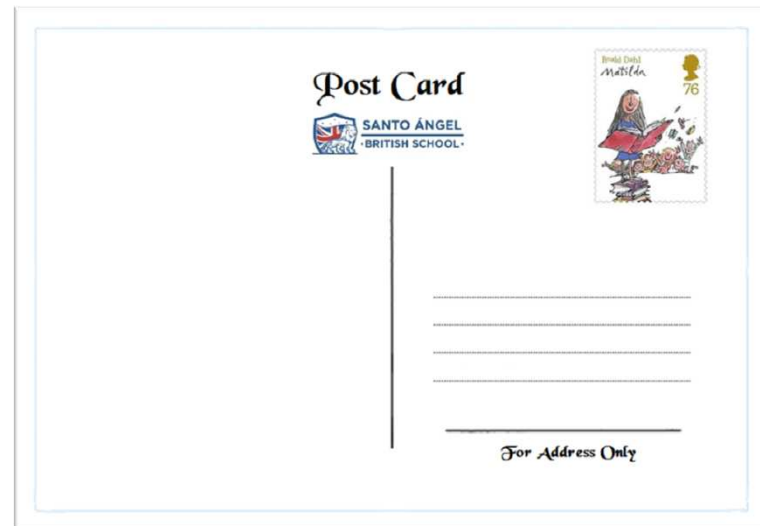 Post Card
SANTO ÁNGEL
·BRITISH SCHOOL·
Roald Dahl
Matilda
76
For Address Only